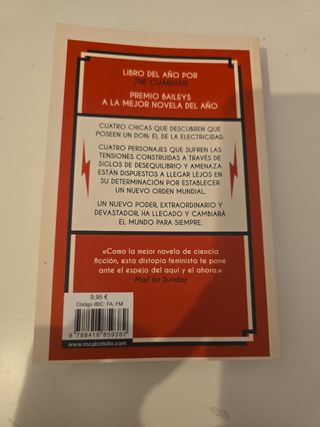 LIBRO DEL AÑO POR
THE GUARDIAN
PREMIO BAILEYS
A LA MEJOR NOVELA DEL AÑO
CUATRO CHICAS QUE DESCUBREN QUE
POSEEN UN DON: EL DE LA ELECTRICIDAD.
CUATRO PERSONAJES QUE SUFREN LAS
TENSIONES CONSTRUIDAS A TRAVÉS DE
SIGLOS DE DESEQUILIBRIO Y AMENAZA
ESTÁN DISPUESTOS A LLEGAR LEJOS EN
SU DETERMINACIÓN POR ESTABLECER
UN NUEVO ORDEN MUNDIAL.
UN NUEVO PODER, EXTRAORDINARIO Y
DEVASTADOR, HA LLEGADO Y CAMBIARÁ
EL MUNDO PARA SIEMPRE.
«Como la mejor novela de ciencia
ficción, esta distopía feminista te pone
ante el espejo del aquí y el ahora.»
Mail on Sunday
9,95 €
Código IBIC: FA; FM
9 788416 859382
www.rocabolsillo.com